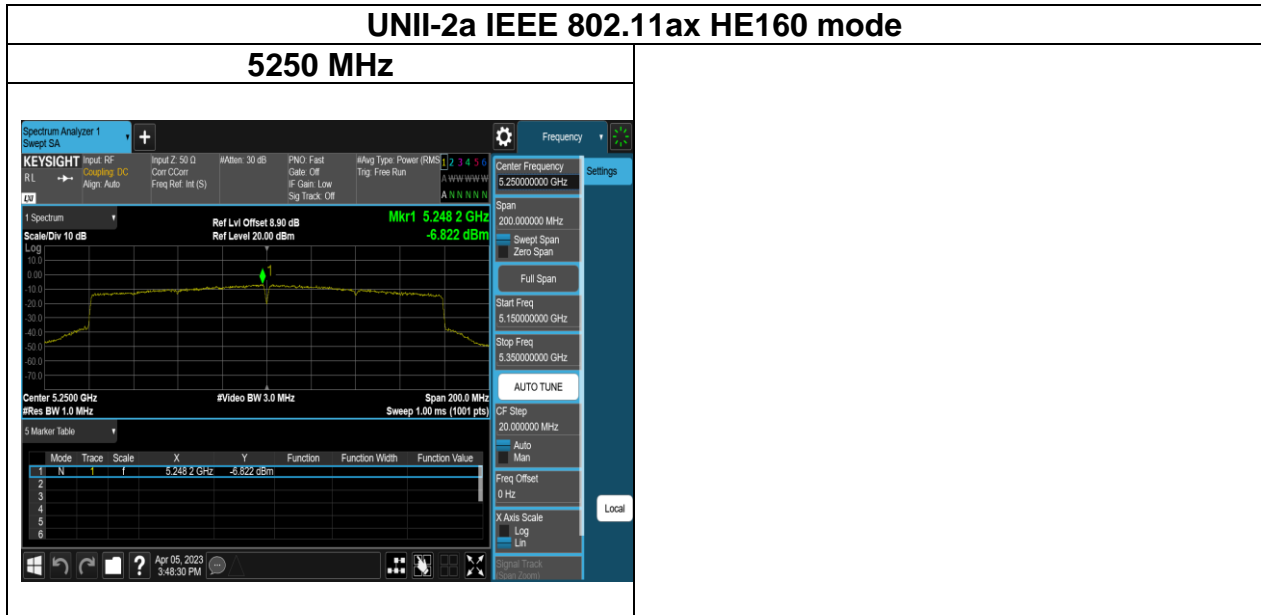 UNII-2a IEEE 802.11ax HE160 mode
5250 MHz
Spectrum Analyzer 1
Swept SA
+
Frequency
KEYSIGHT
RL
LXI
Input: RF
Coupling: DC
Align: Auto
Input Z: 50 Ω
Corr CCorr
Freq Ref: Int (S)
#Atten: 30 dB
PNO: Fast
Gate: Off
IF Gain: Low
Sig Track: Off
#Avg Type: Power (RMS
Trig: Free Run
1 2 3 4 5 6
A W W W W W
A N N N N N
1 Spectrum
Scale/Div 10 dB
Ref Lvl Offset 8.90 dB
Ref Level 20.00 dBm
Mkr1 5.248 2 GHz
-6.822 dBm
Log
10.0
0.00
-10.0
-20.0
-30.0
-40.0
-50.0
-60.0
-70.0
1
Center 5.2500 GHz
#Res BW 1.0 MHz
#Video BW 3.0 MHz
Span 200.0 MHz
Sweep 1.00 ms (1001 pts)
5 Marker Table
Mode Trace Scale X Y Function Function Width Function Value
1 N 1 f 5.248 2 GHz -6.822 dBm
2
3
4
5
6
Center Frequency
5.250000000 GHz
Settings
Span
200.000000 MHz
Swept Span
Zero Span
Full Span
Start Freq
5.150000000 GHz
Stop Freq
5.350000000 GHz
AUTO TUNE
CF Step
20.000000 MHz
Auto
Man
Freq Offset
0 Hz
X Axis Scale
Log
Lin
Signal Track
(Span Zoom)
Local
?
Apr 05, 2023
3:48:30 PM